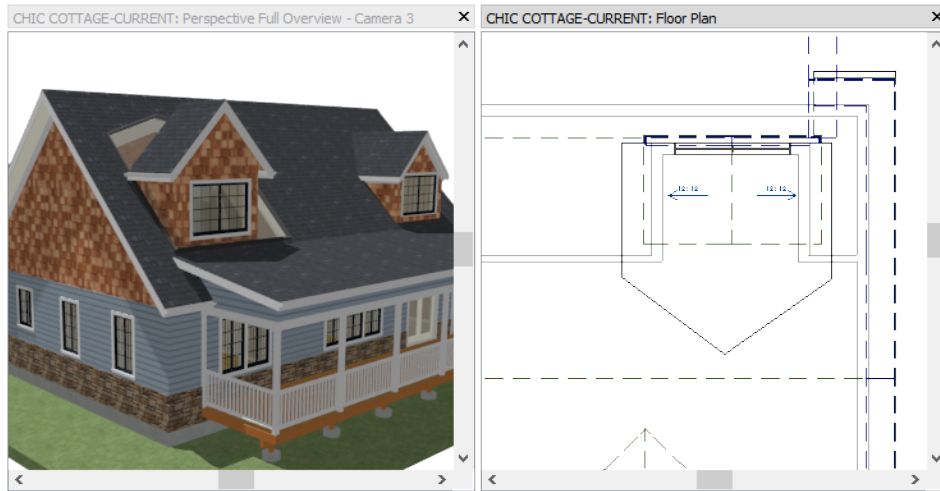 CHIC COTTAGE-CURRENT: Perspective Full Overview - Camera 3
CHIC COTTAGE-CURRENT: Floor Plan
12:12
12:12